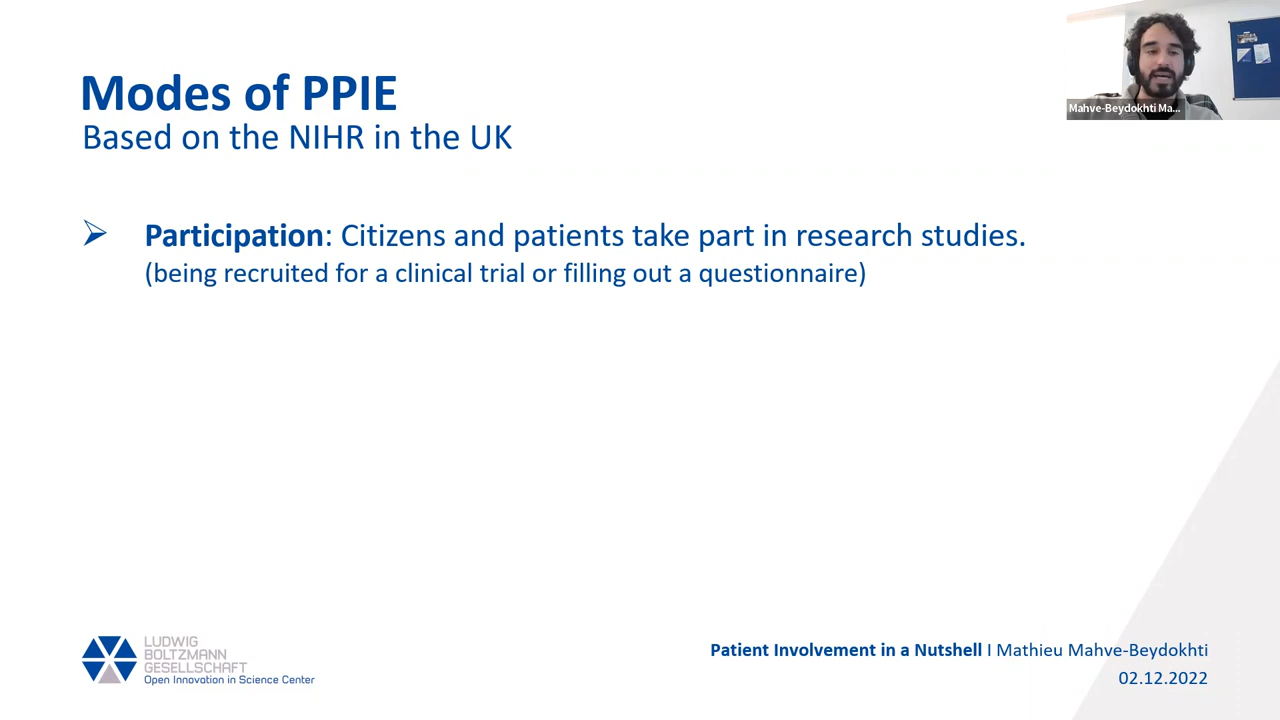 Modes of PPIE
Based on the NIHR in the UK
Mahve-Beydokhti Ma...
➢ Participation: Citizens and patients take part in research studies.
(being recruited for a clinical trial or filling out a questionnaire)
LUDWIG
BOLTZMANN
GESELLSCHAFT
Open Innovation in Science Center
Patient Involvement in a Nutshell I Mathieu Mahve-Beydokhti
02.12.2022